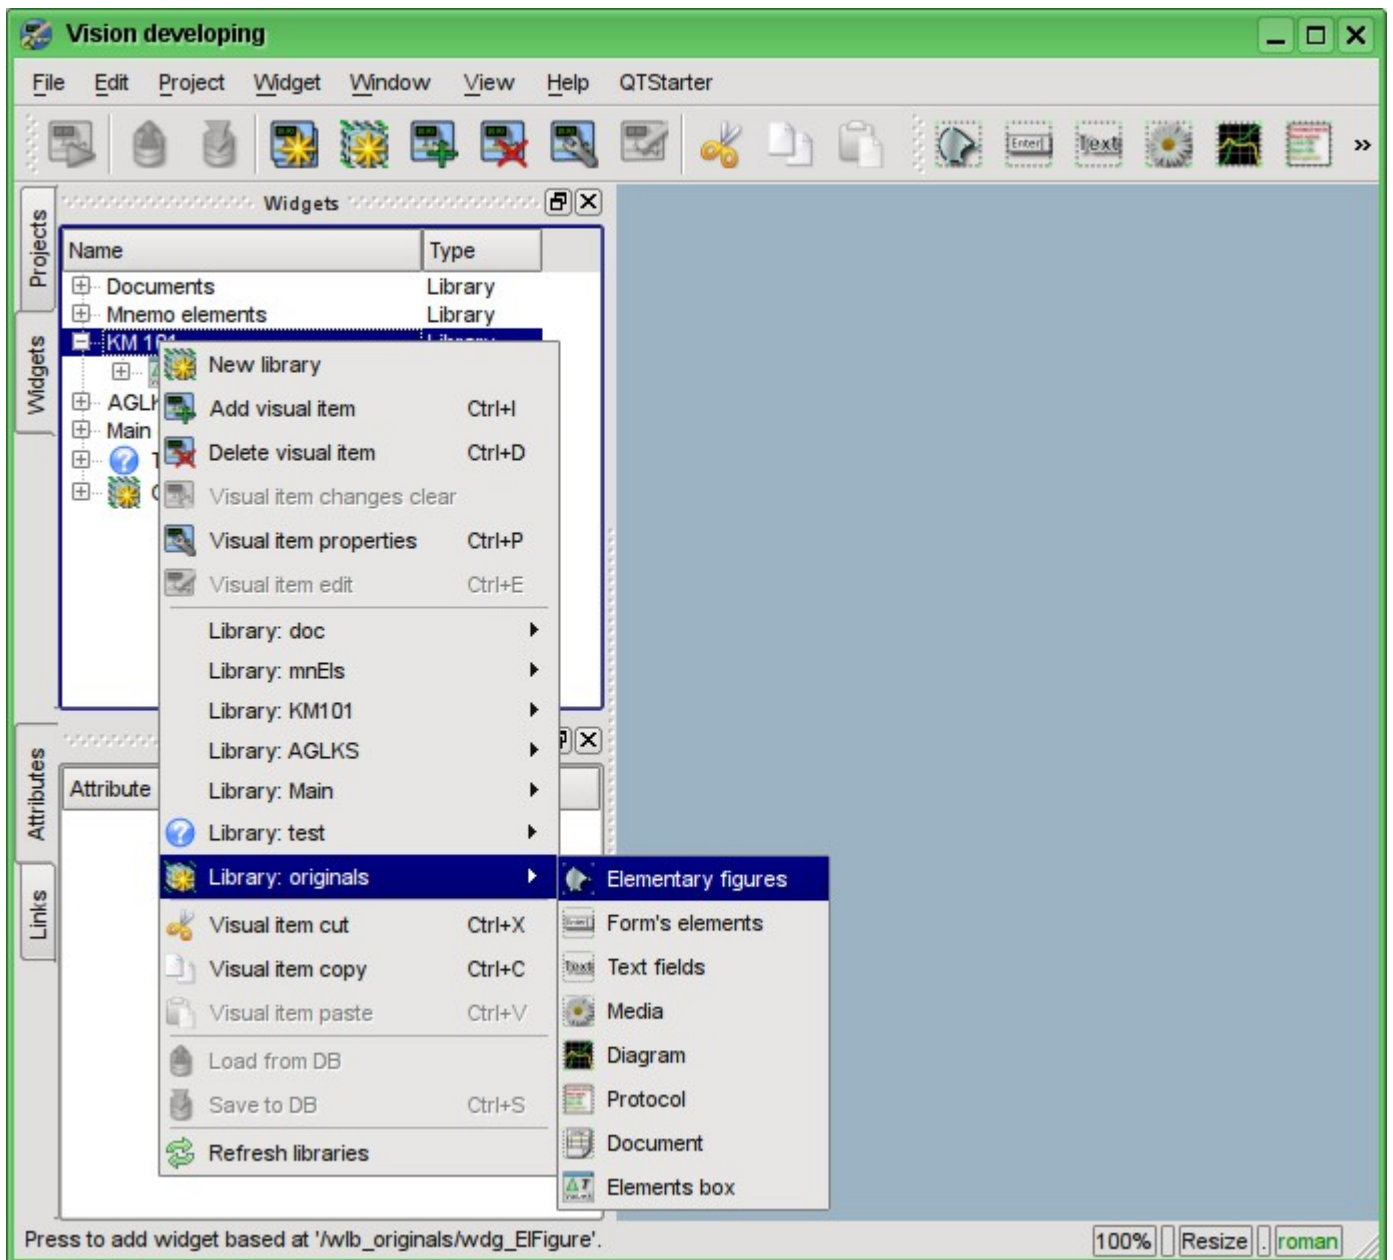 Vision developing
File Edit Project Widget Window View Help QTStarter
Enter Text
»
Projects
Widgets
Attributes
Links
Widgets
Name Type
Documents Library
Mnemo elements Library
KM 101 Library
Main
New library
Add visual item Ctrl+I
Delete visual item Ctrl+D
Visual item changes clear
Visual item properties Ctrl+P
Visual item edit Ctrl+E
Library: doc
Library: mnEls
Library: KM101
Library: AGLKS
Library: Main
Library: test
Library: originals
Visual item cut Ctrl+X
Visual item copy Ctrl+C
Visual item paste Ctrl+V
Load from DB
Save to DB Ctrl+S
Refresh libraries
Elementary figures
Form's elements
Text fields
Media
Diagram
Protocol
Document
Elements box
Attribute
Press to add widget based at '/wlb_originals/wdg_ElFigure'.
100% Resize . roman